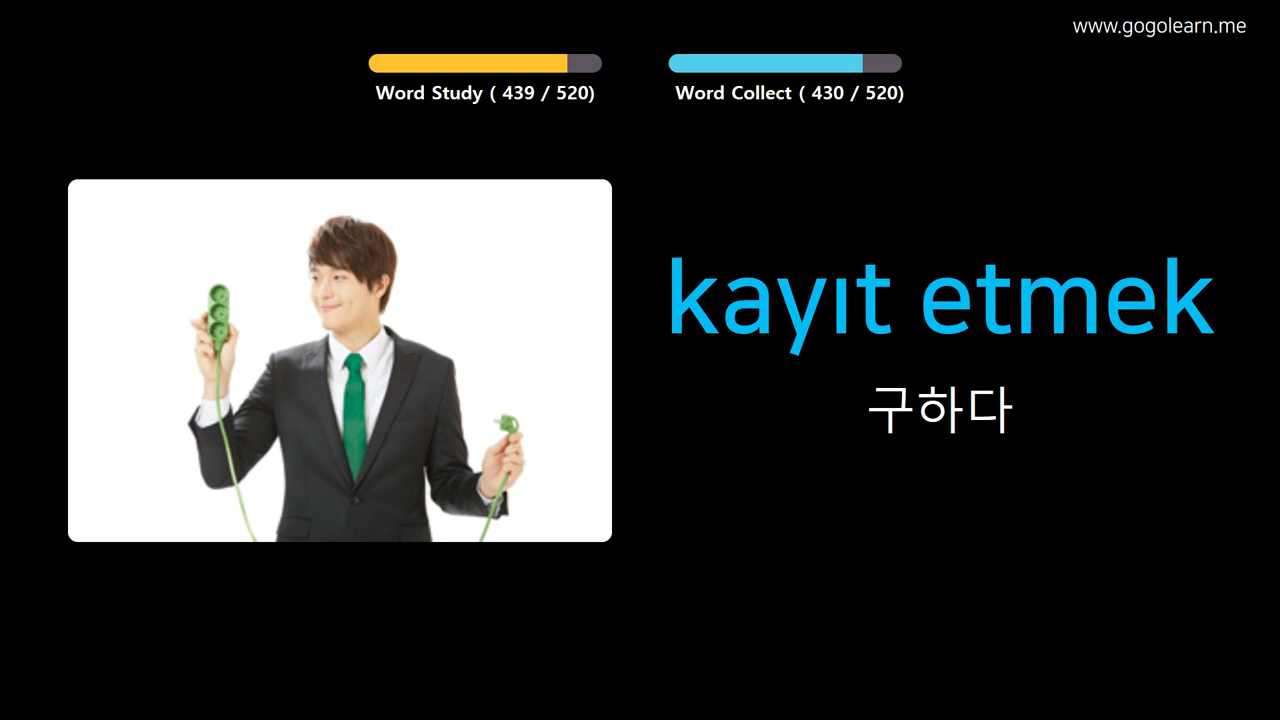 www.gogolearn.me
Word Study ( 439 / 520)
Word Collect ( 430 / 520)
kayıt etmek
구하다